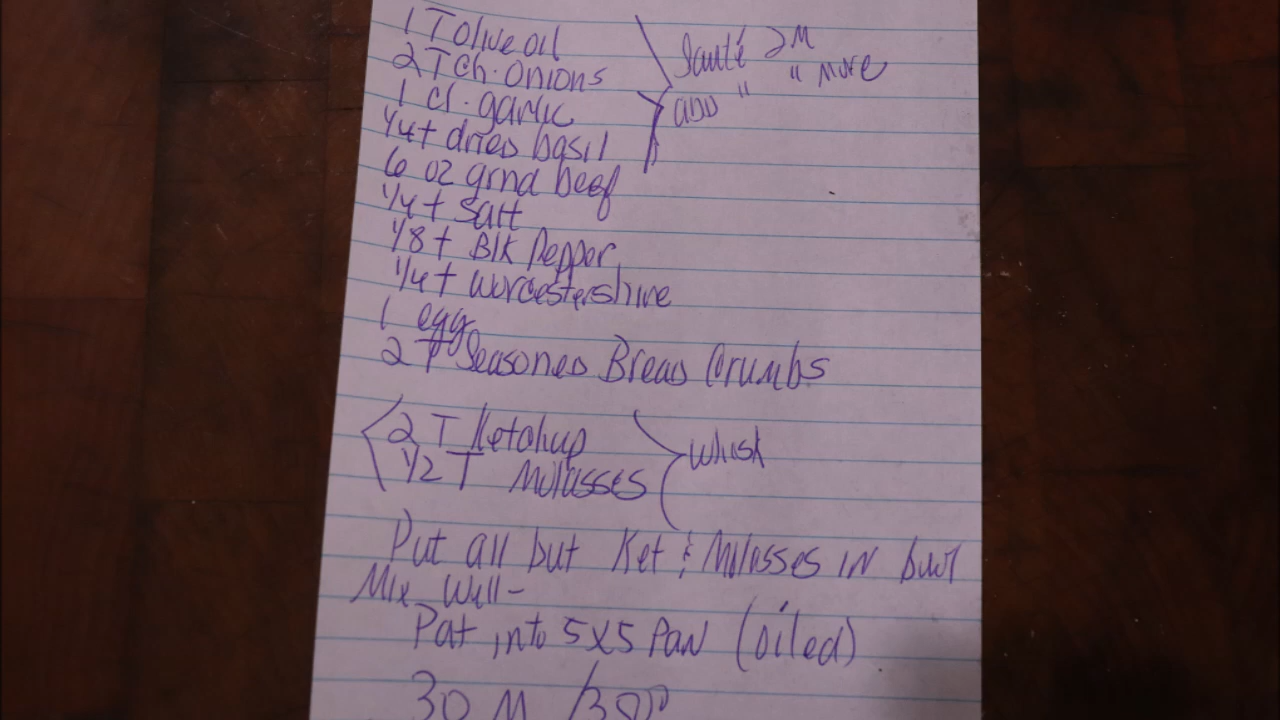 1 T olive oil
2 T ch. onions
1 cl. garlic
1/4 t dried basil
Sauté 2 M
add " " more
6 oz grnd beef
1/4 t salt
1/8 t Blk Pepper
1/4 t Worcestershire
1 egg
2 T Seasoned Bread Crumbs
2 T Ketchup
1/2 T Molasses
Whisk
Put all but Ket & Molasses in bowl
Mix Well -
Pat into 5x5 Pan (oiled)
30 M /